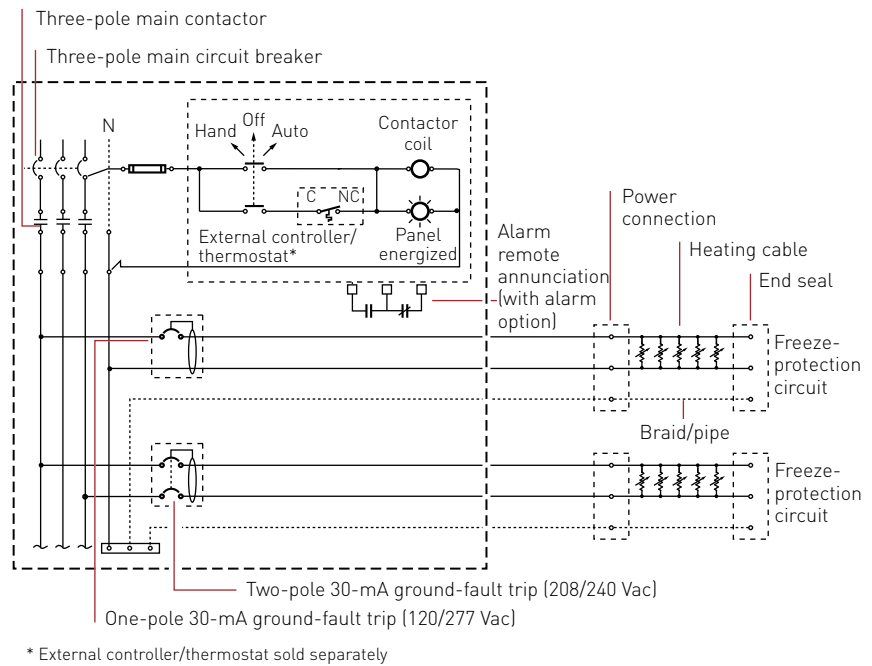 Three-pole main contactor
Three-pole main circuit breaker
N
Hand
Off
Auto
Contactor
coil
C NC
External controller/
thermostat*
Panel
energized
Alarm
remote
annunciation
(with alarm
option)
Power
connection
Heating cable
End seal
Freeze-
protection
circuit
Braid/pipe
Freeze-
protection
circuit
Two-pole 30-mA ground-fault trip (208/240 Vac)
One-pole 30-mA ground-fault trip (120/277 Vac)
* External controller/thermostat sold separately